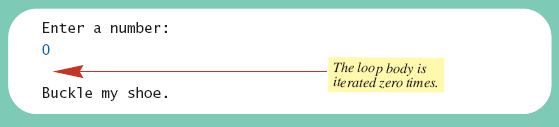 Enter a number:
0
The loop body is
iterated zero times.
Buckle my shoe.